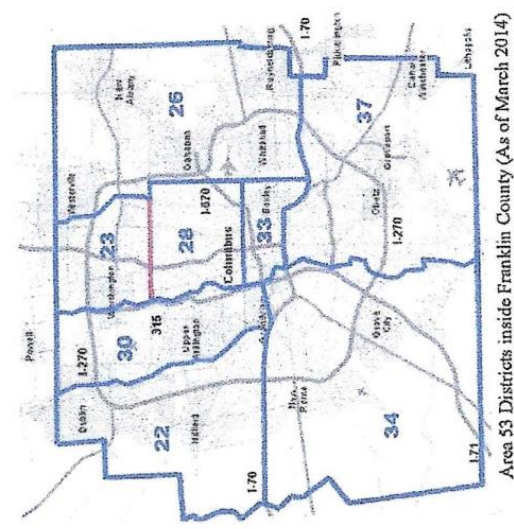 Powell
Dublin
I-270
Worthington
Westerville
30
23
New
Albany
22
315
28
26
Hilliard
Upper
Arlington
Gahanna
I-670
Columbus
Whitehall
I-70
33
Bexley
Reynoldsburg
I-70
Pickerington
Obetz
37
Grove
City
Groveport
34
I-270
Canal
Winchester
I-71
Area 53 Districts inside Franklin County (As of March 2014)